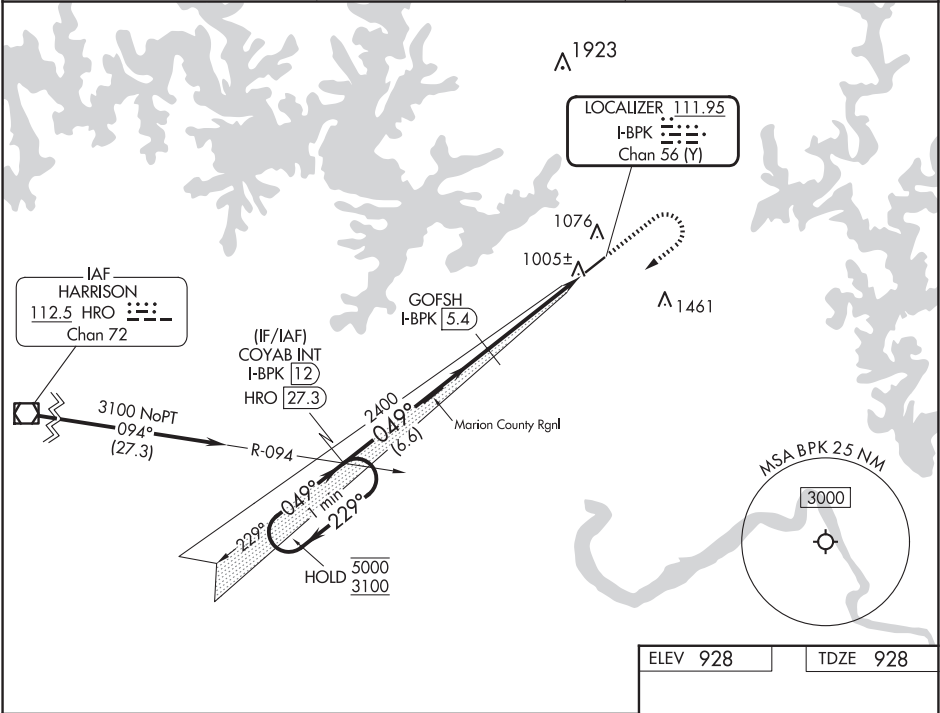 1923
LOCALIZER 111.95
I-BPK
Chan 56 (Y)
1076
1005±
1461
IAF
HARRISON
112.5 HRO
Chan 72
GOFSH
I-BPK 5.4
(IF/IAF)
COYAB INT
I-BPK 12
HRO 27.3
3100 NoPT
094°
(27.3)
R-094
2400
049°
(6.6)
Marion County Rgnl
049°
229°
1 min
229°
HOLD 5000
3100
MSA BPK 25 NM
3000
ELEV 928
TDZE 928